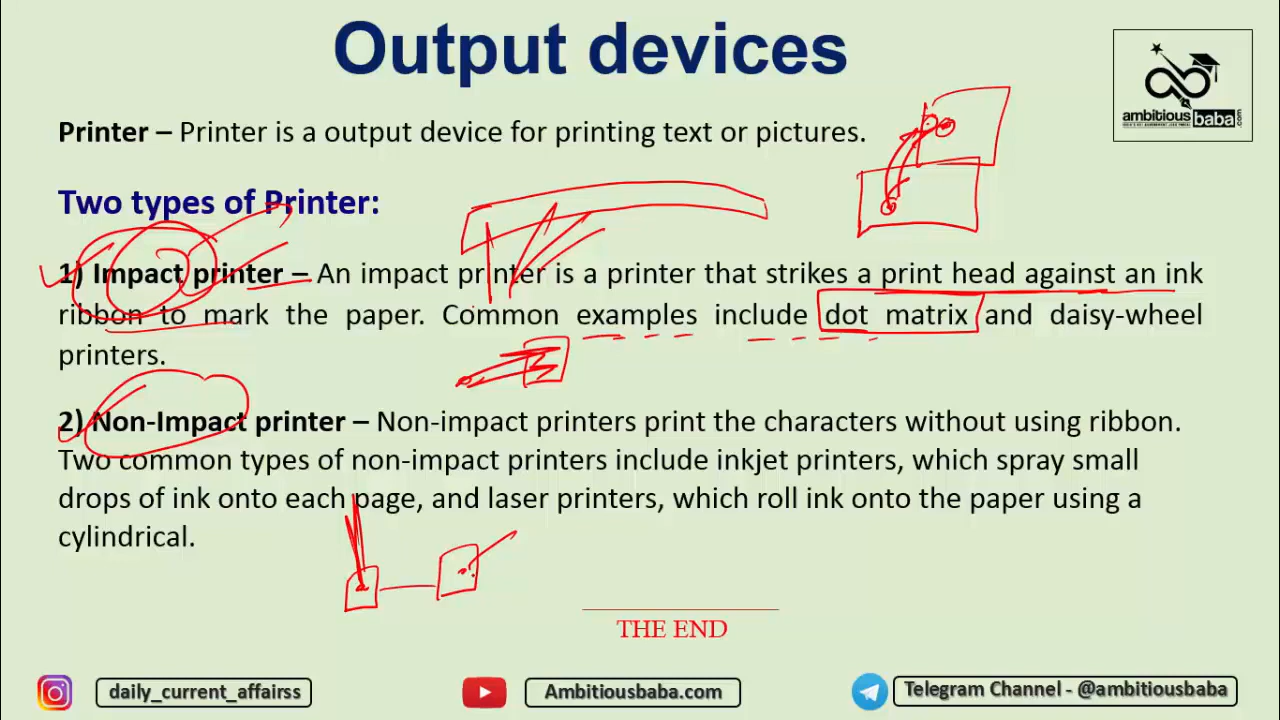 Output devices
ambitious
baba.com
Printer – Printer is a output device for printing text or pictures.
Two types of Printer:
1) Impact printer – An impact printer is a printer that strikes a print head against an ink
ribbon to mark the paper. Common examples include dot matrix and daisy-wheel
printers.
2) Non-Impact printer – Non-impact printers print the characters without using ribbon.
Two common types of non-impact printers include inkjet printers, which spray small
drops of ink onto each page, and laser printers, which roll ink onto the paper using a
cylindrical.
THE END
daily_current_affairss
Ambitiousbaba.com
Telegram Channel - @ambitiousbaba